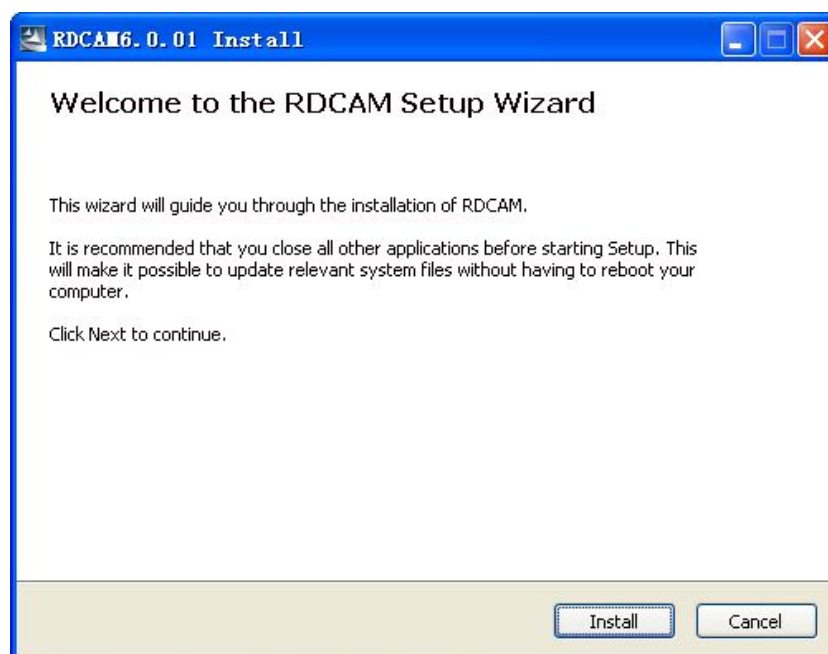 RDCAM6.0.01 Install
Welcome to the RDCAM Setup Wizard
This wizard will guide you through the installation of RDCAM.
It is recommended that you close all other applications before starting Setup. This
will make it possible to update relevant system files without having to reboot your
computer.
Click Next to continue.
Install
Cancel